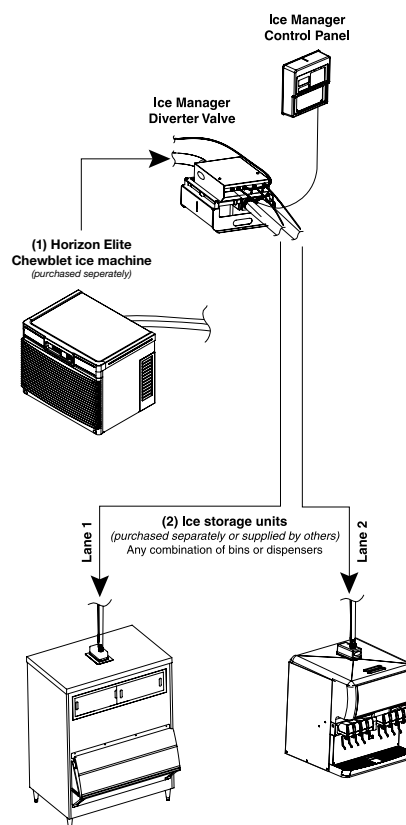 Ice Manager
Control Panel
Ice Manager
Diverter Valve
(1) Horizon Elite
Chewblet ice machine
(purchased seperately)
Lane 1
(2) Ice storage units
(purchased separately or supplied by others)
Any combination of bins or dispensers
Lane 2